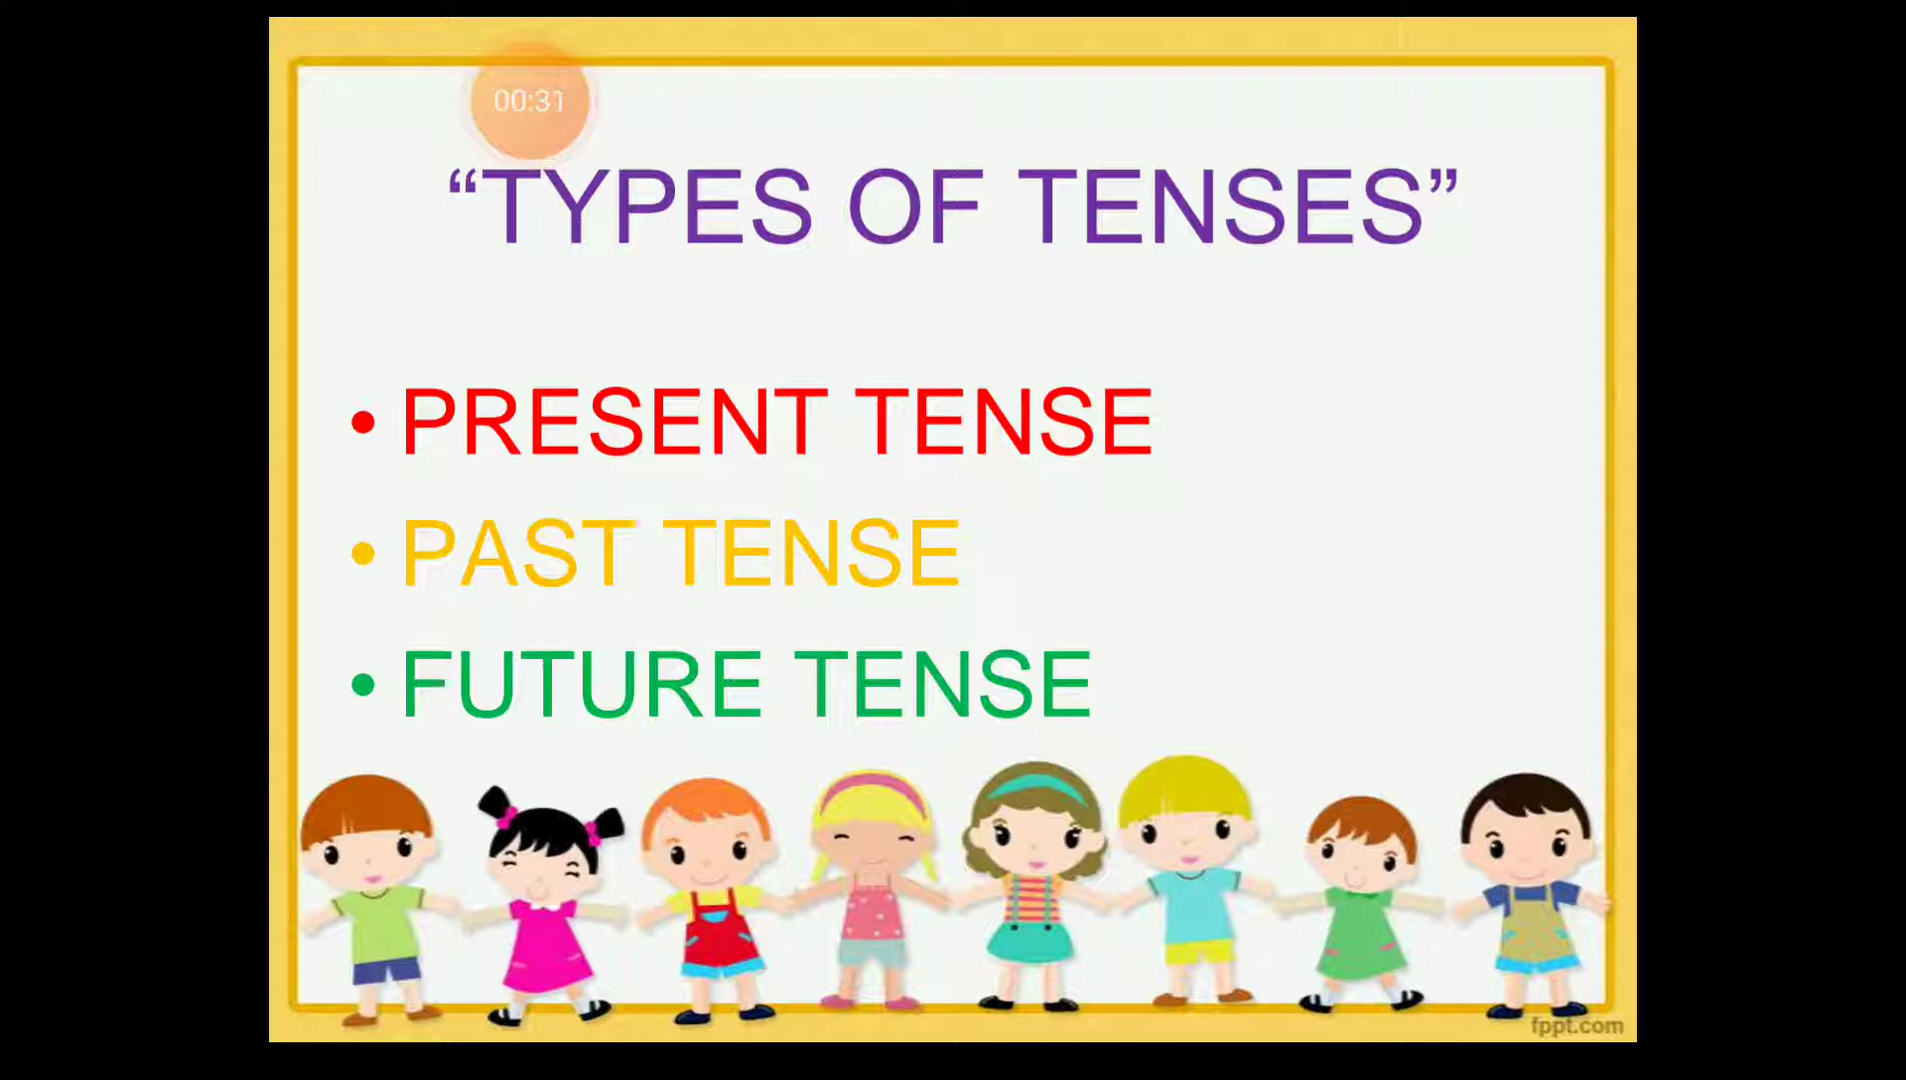 00:31
“TYPES OF TENSES”
• PRESENT TENSE
• PAST TENSE
• FUTURE TENSE
fppt.com